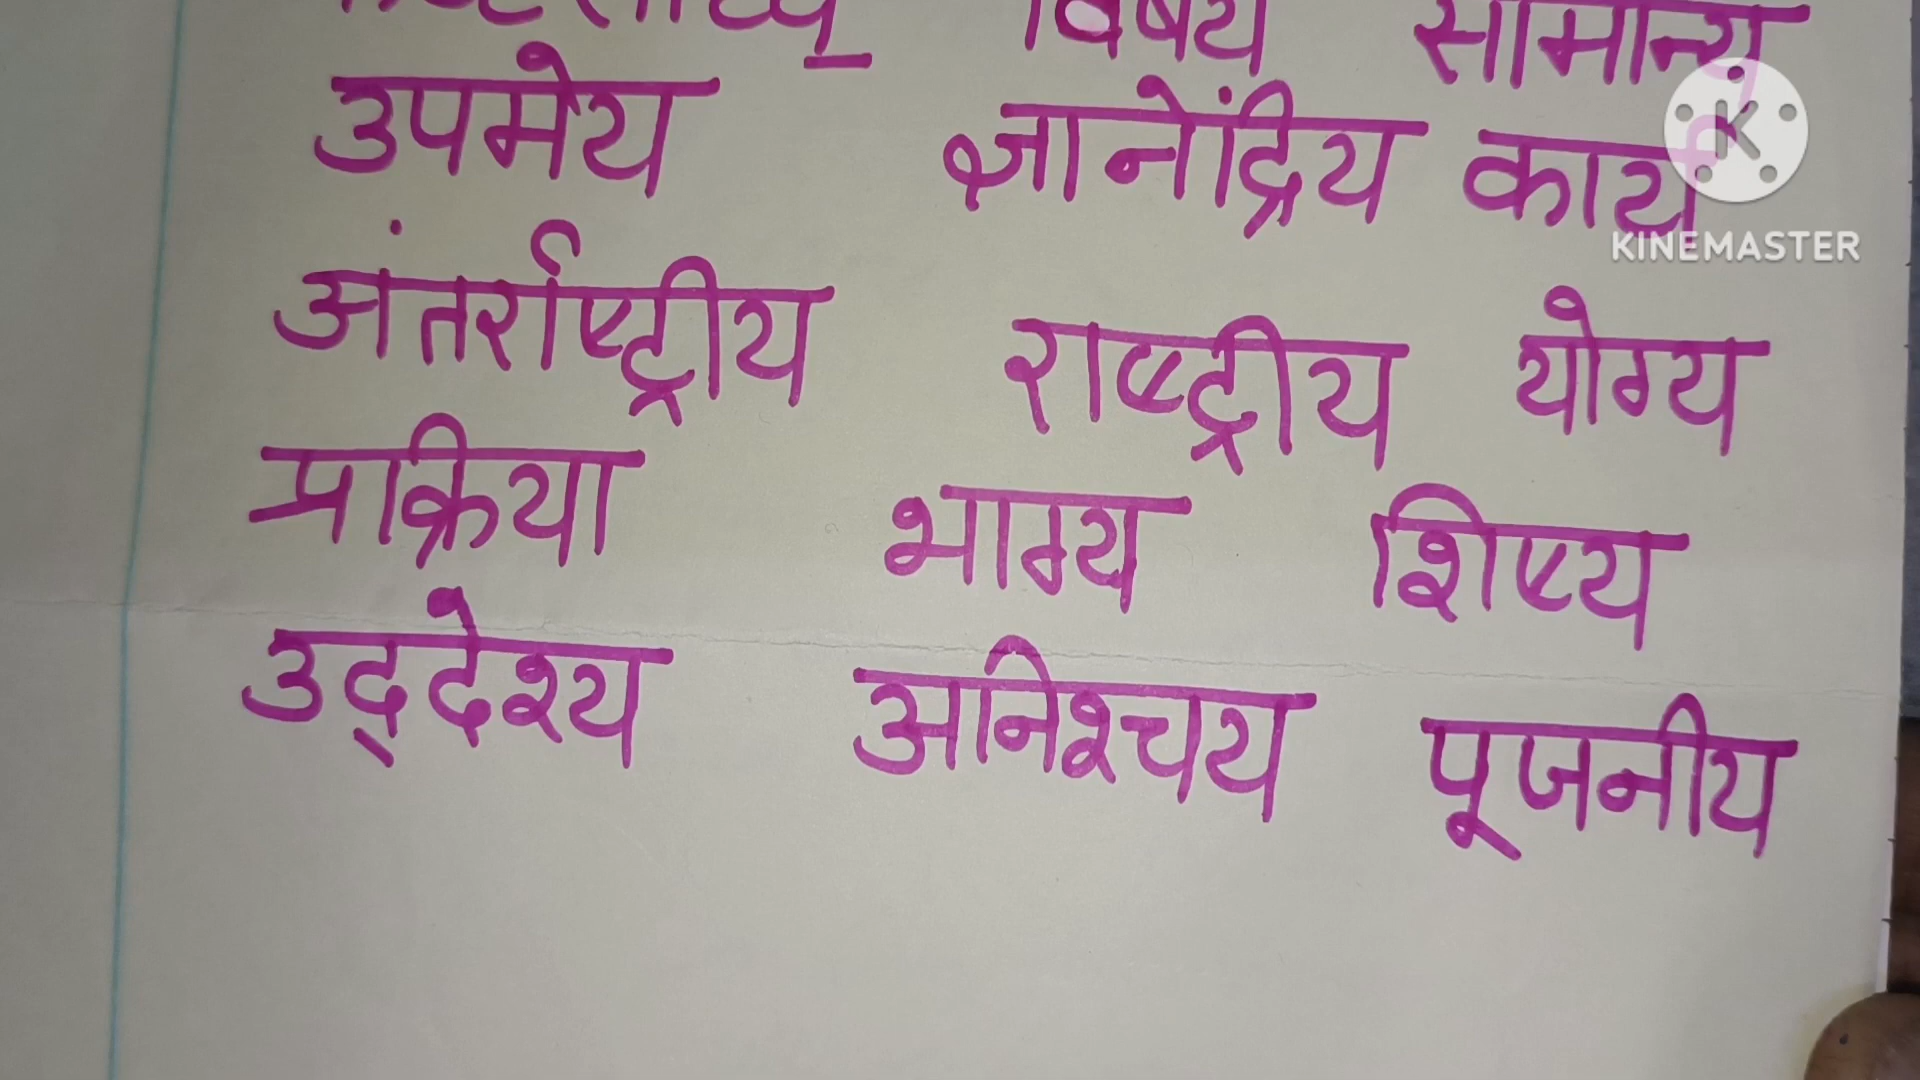 विषय सामान्य
उपमेय ज्ञानेंद्रिय कार्य
अंतर्राष्ट्रीय राष्ट्रीय योग्य
प्रक्रिया भाग्य शिष्य
उद्‌देश्य अनिश्चय पूजनीय
KINEMASTER